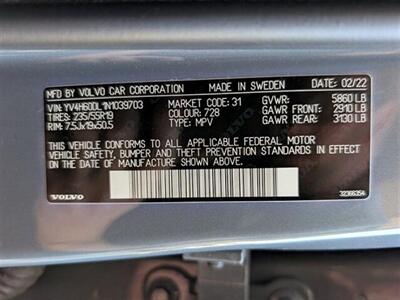 MFD BY VOLVO CAR CORPORATION MADE IN SWEDEN DATE: 02/22
VIN: YV4H60DL1N1039703 MARKET CODE: 31 GVWR: 5860 LB
TIRES: 235/55R19 COLOUR: 728 GAWR FRONT: 2910 LB
RIM: 7.5Jx19x50.5 TYPE: MPV GAWR REAR: 3130 LB
THIS VEHICLE CONFORMS TO ALL APPLICABLE FEDERAL MOTOR
VEHICLE SAFETY, BUMPER AND THEFT PREVENTION STANDARDS IN EFFECT ON THE
DATE OF MANUFACTURE SHOWN ABOVE.
VOLVO 32366354